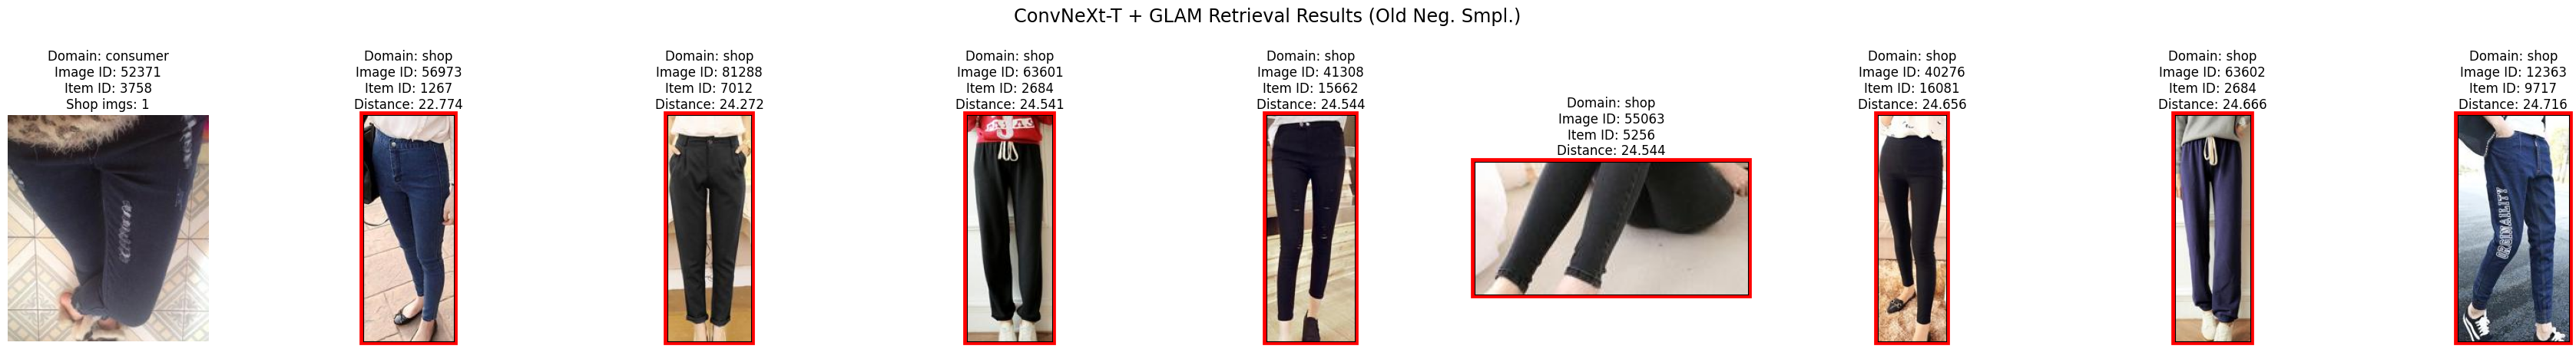 ConvNeXt-T + GLAM Retrieval Results (Old Neg. Smpl.)
Domain: consumer
Image ID: 52371
Item ID: 3758
Shop imgs: 1
Domain: shop
Image ID: 56973
Item ID: 1267
Distance: 22.774
Domain: shop
Image ID: 81288
Item ID: 7012
Distance: 24.272
Domain: shop
Image ID: 63601
Item ID: 2684
Distance: 24.541
Domain: shop
Image ID: 41308
Item ID: 15662
Distance: 24.544
Domain: shop
Image ID: 55063
Item ID: 5256
Distance: 24.544
Domain: shop
Image ID: 40276
Item ID: 16081
Distance: 24.656
Domain: shop
Image ID: 63602
Item ID: 2684
Distance: 24.666
Domain: shop
Image ID: 12363
Item ID: 9717
Distance: 24.716